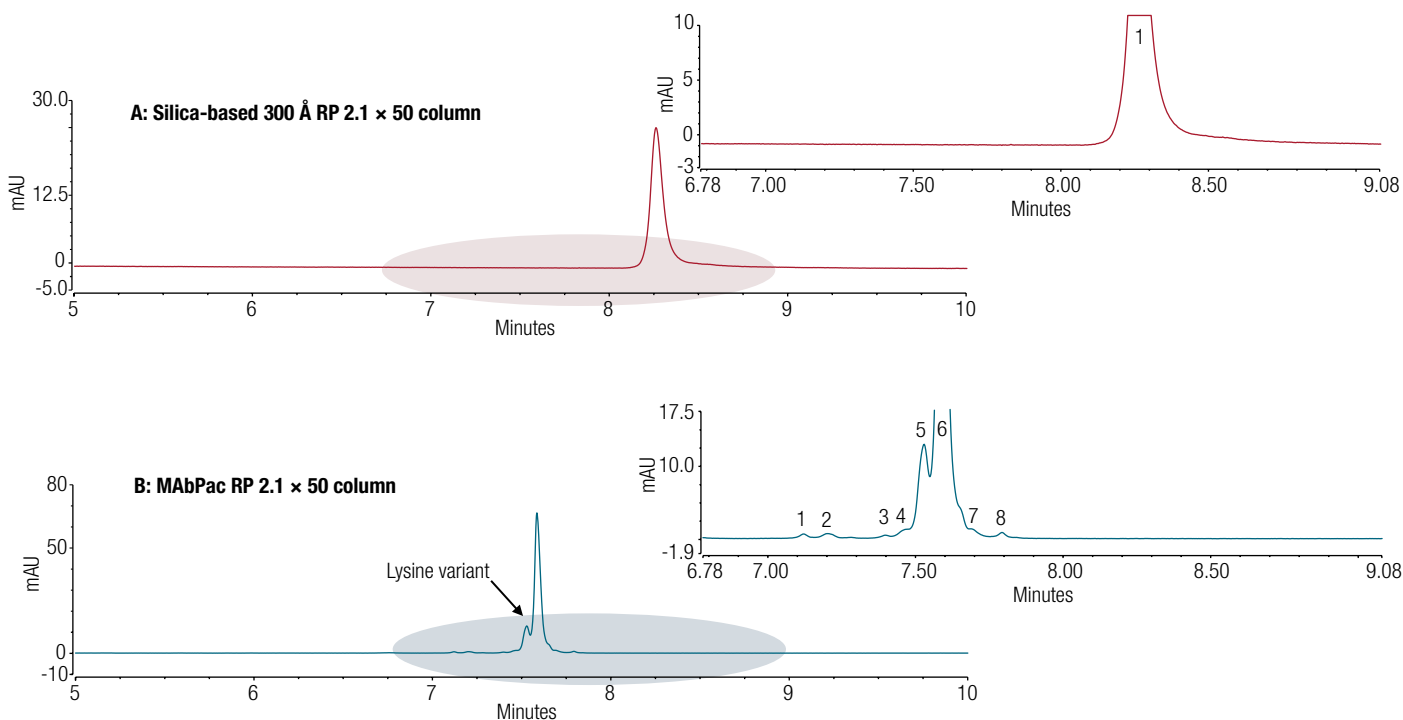 A: Silica-based 300 Å RP 2.1 × 50 column
30.0
12.5
0
-5.0
mAU
5 6 7 8 9 10
Minutes
10
5
0
-3
mAU
1
6.78 7.00 7.50 8.00 8.50 9.08
Minutes
B: MAbPac RP 2.1 × 50 column
80
50
0
-10
mAU
Lysine variant
5 6 7 8 9 10
Minutes
17.5
10.0
-1.9
mAU
1 2 3 4 5 6 7 8
6.78 7.00 7.50 8.00 8.50 9.08
Minutes